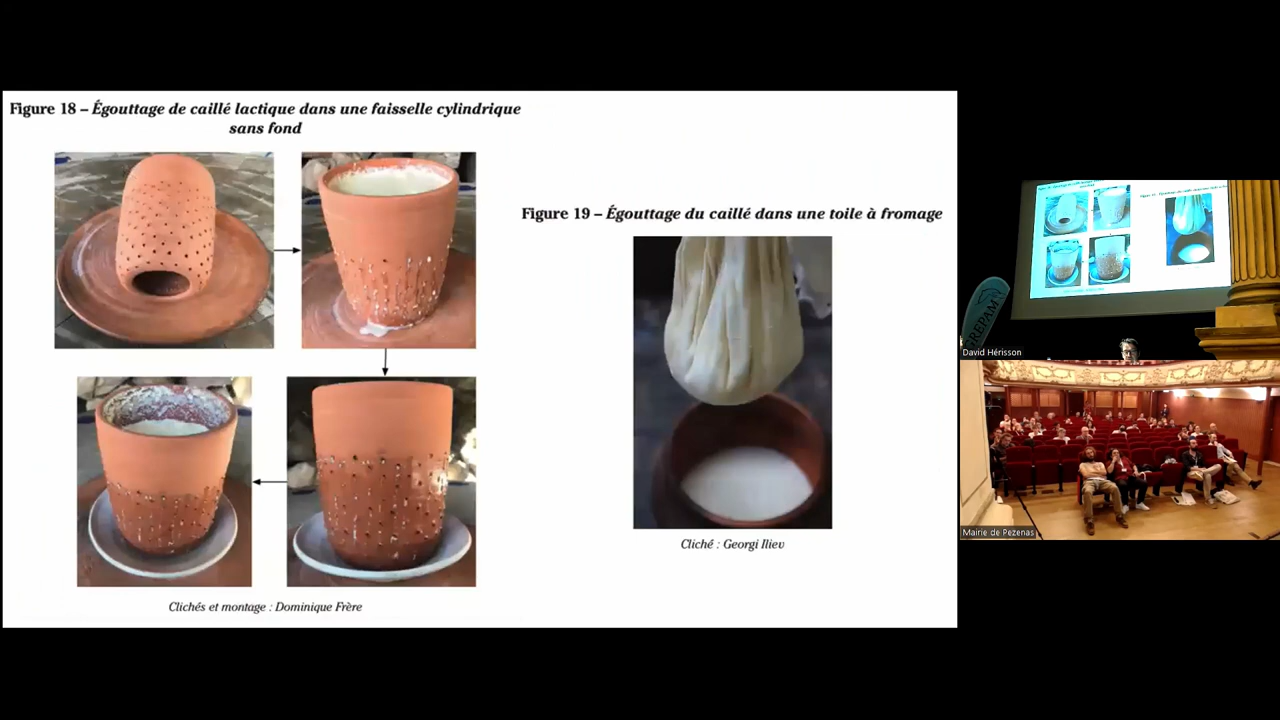 Figure 18 – Égouttage de caillé lactique dans une faisselle cylindrique
sans fond
Figure 19 – Égouttage du caillé dans une toile à fromage
Cliché : Georgi Iliev
Clichés et montage : Dominique Frère
David Hérisson
Mairie de Pezenas